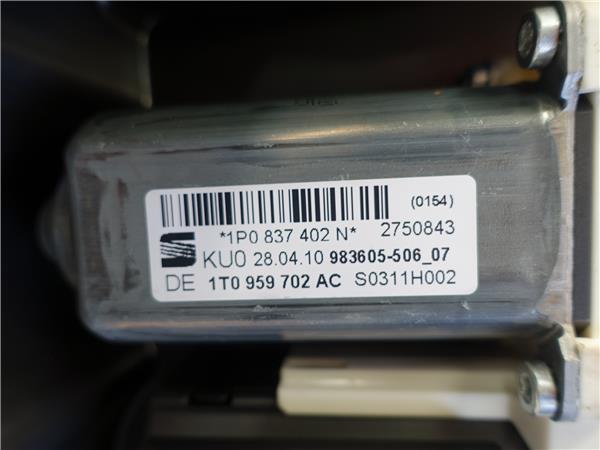 (0154)
*1P0 837 402 N* 2750843
KU0 28.04.10 983605-506_07
DE 1T0 959 702 AC S0311H002